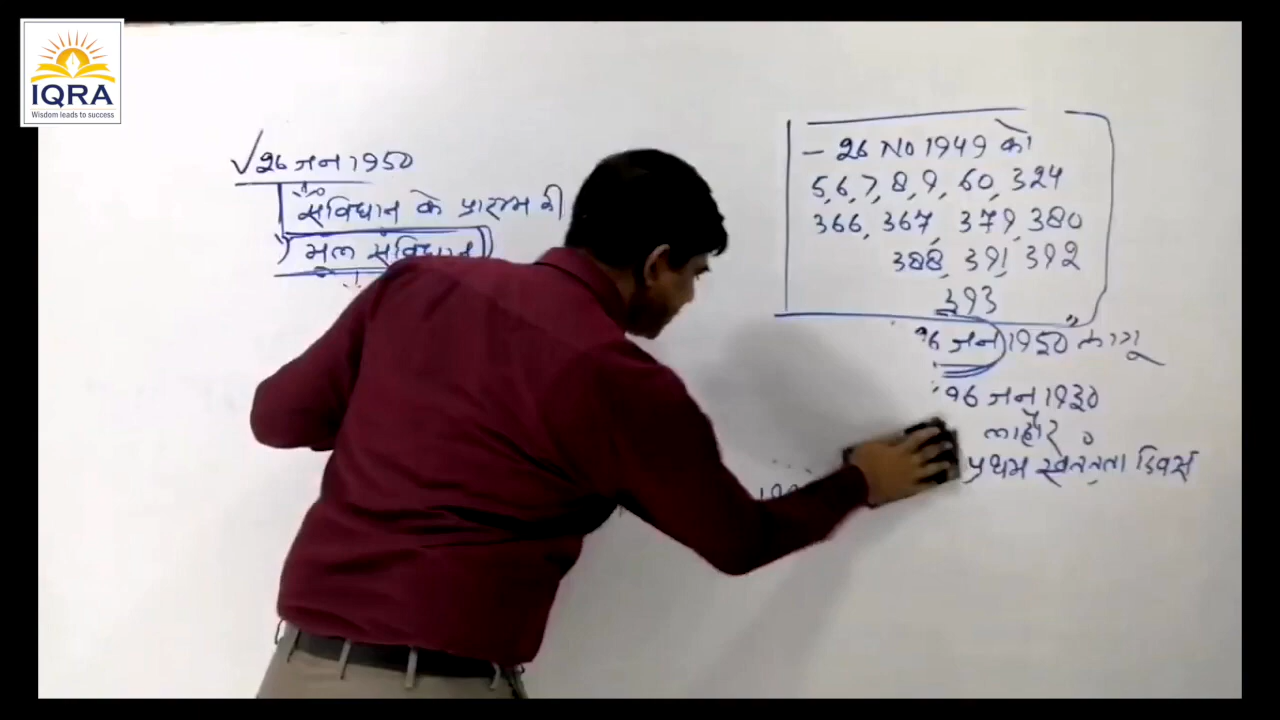 IQRA
Wisdom leads to success
√26 जन 1950
संविधान के प्रारम्भ की
मूल संविधान
- 26 NO 1949 को
5, 6, 7, 8, 9, 60, 324
366, 367, 379, 380
388, 391, 392
393
26 जन 1950 लागू
26 जन 1930
लाहौर
प्रथम स्वतंत्रता दिवस